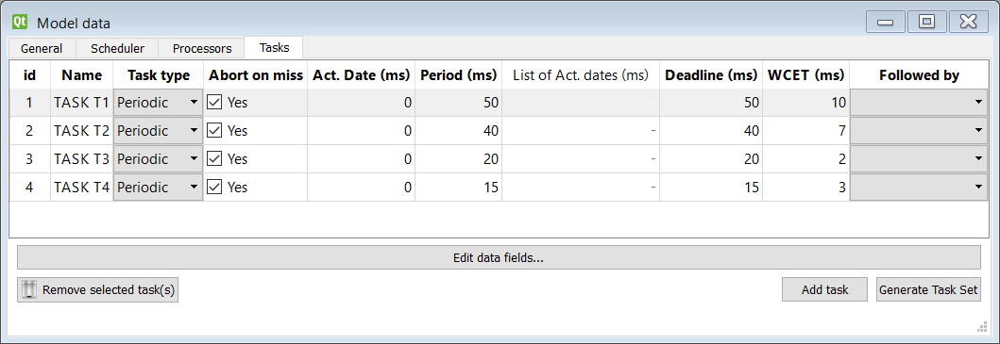 Qt Model data
General Scheduler Processors Tasks
id Name Task type Abort on miss Act. Date (ms) Period (ms) List of Act. dates (ms) Deadline (ms) WCET (ms) Followed by
1 TASK T1 Periodic Yes 0 50 50 10
2 TASK T2 Periodic Yes 0 40 - 40 7
3 TASK T3 Periodic Yes 0 20 - 20 2
4 TASK T4 Periodic Yes 0 15 - 15 3
Edit data fields...
Remove selected task(s) Add task Generate Task Set